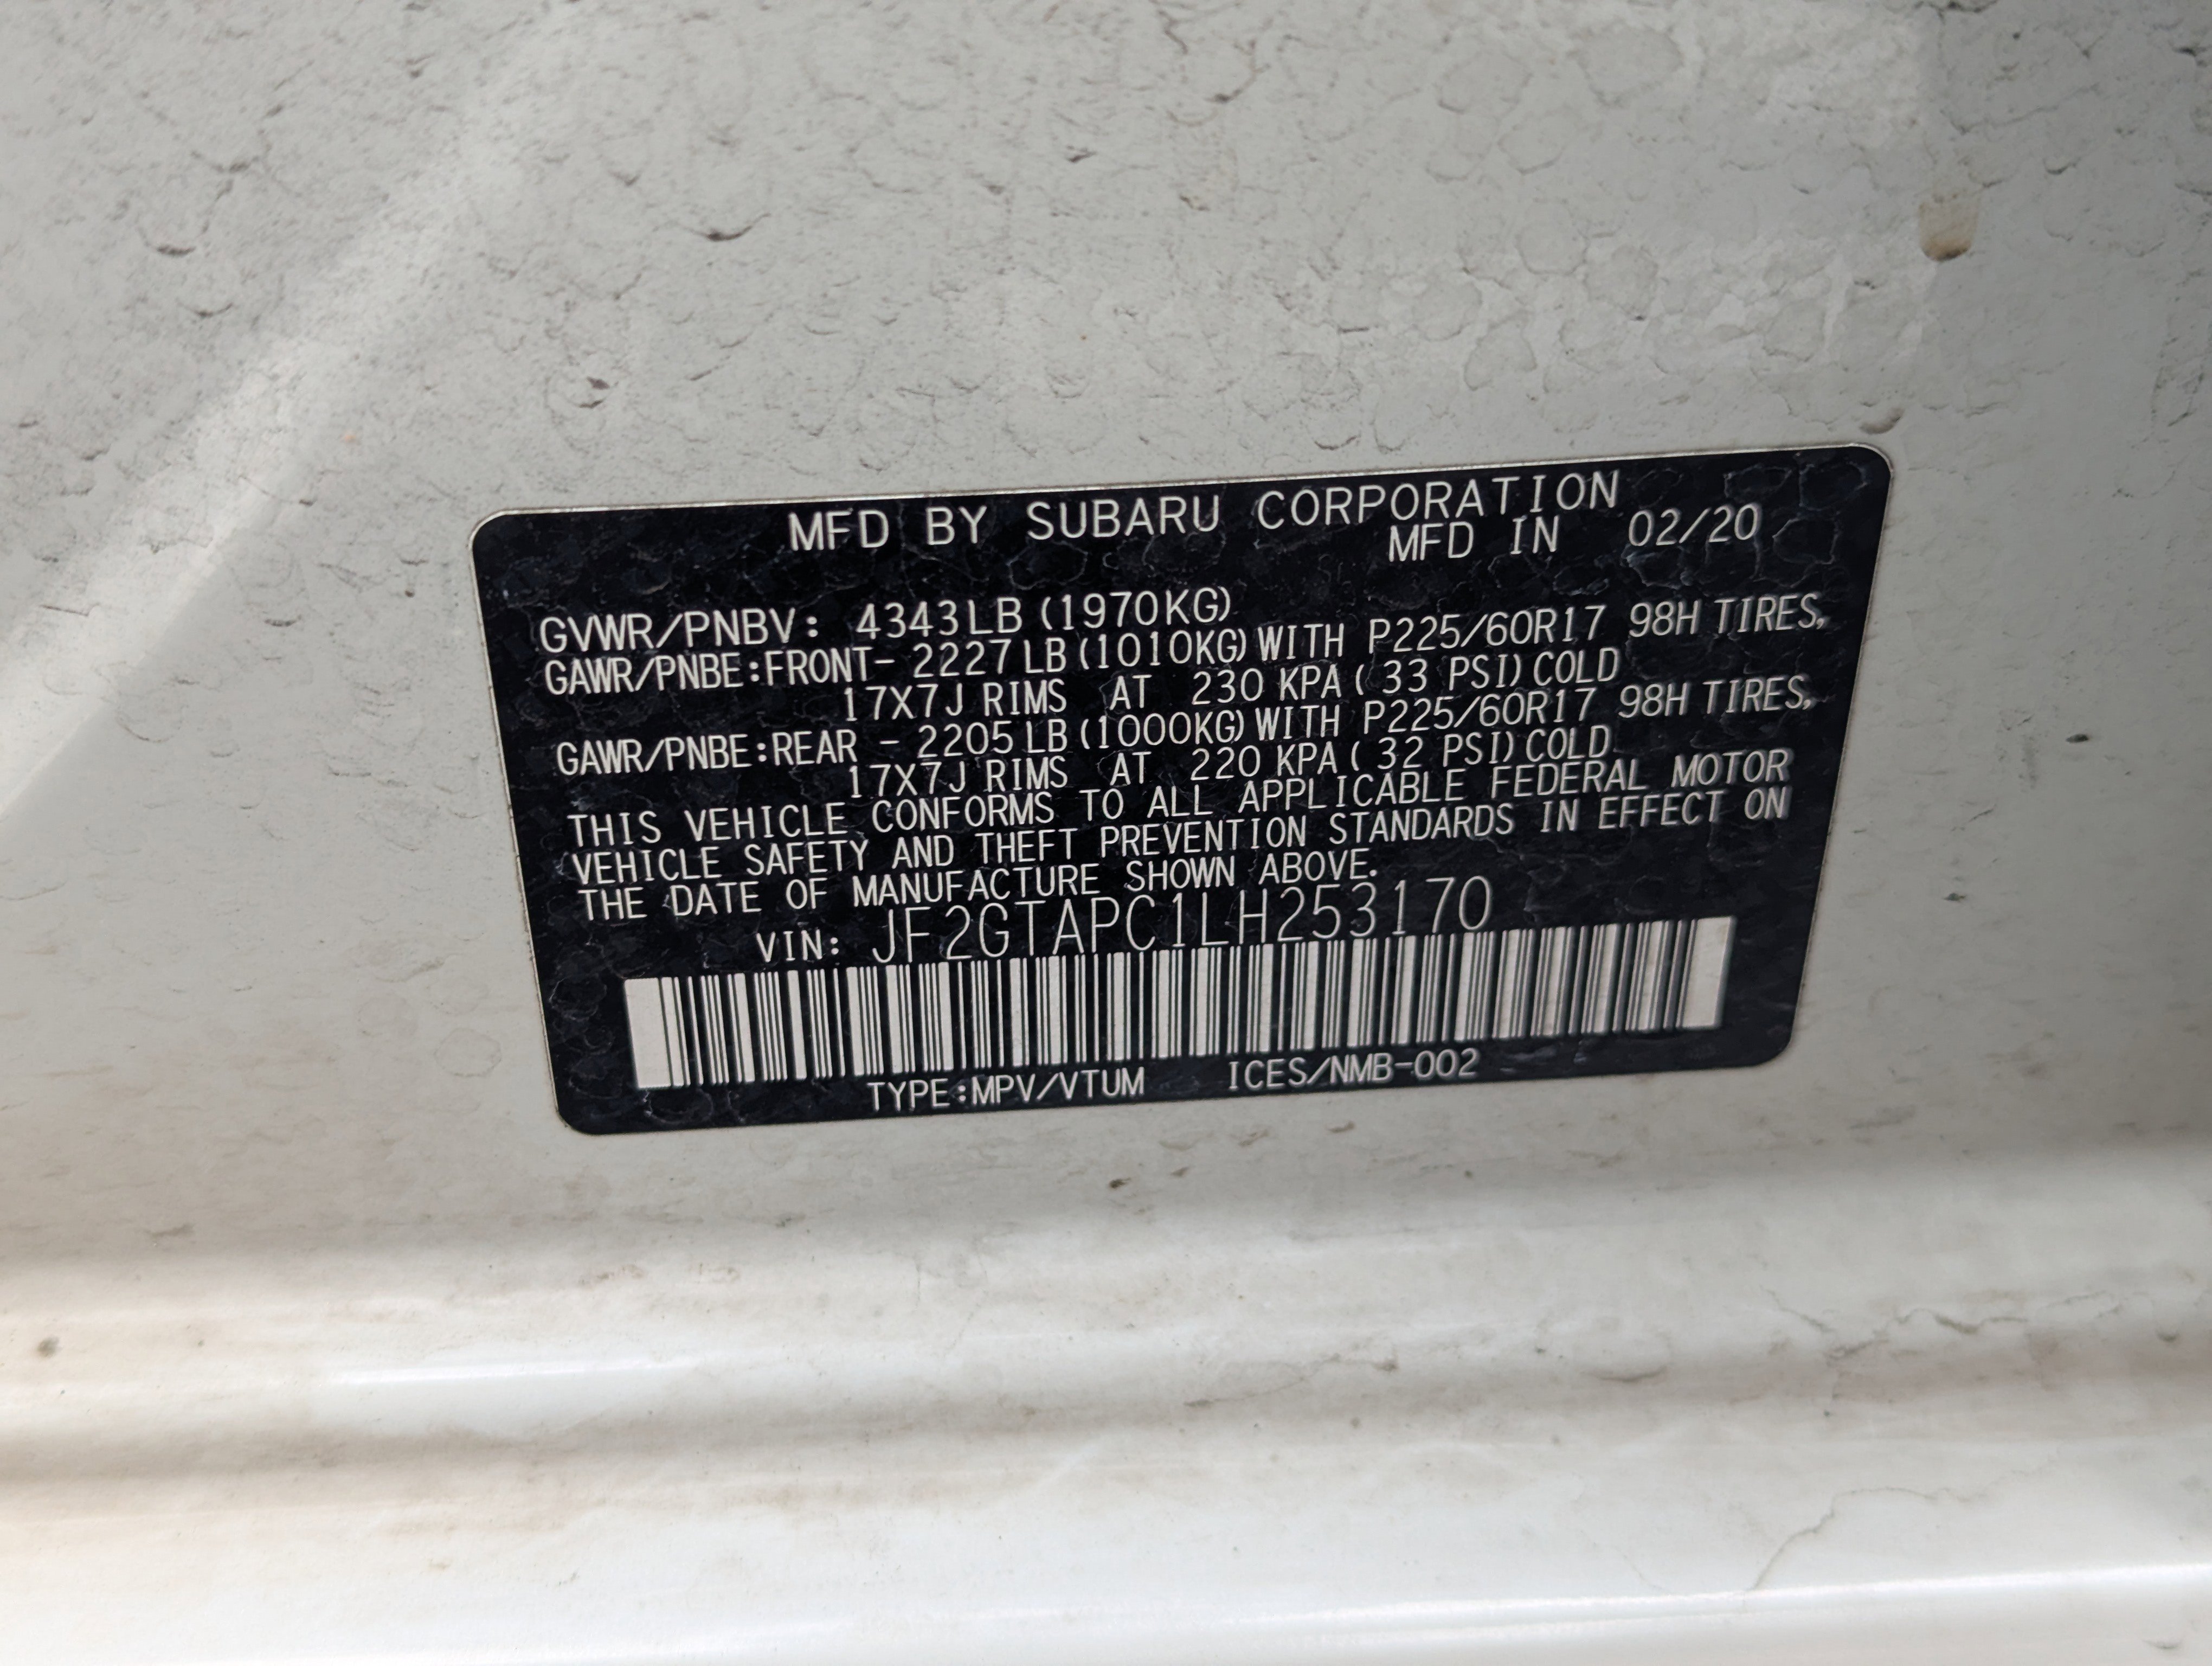 MFD BY SUBARU CORPORATION
MFD IN 02/20
GVWR/PNBV: 4343LB (1970KG)
GAWR/PNBE:FRONT- 2227LB (1010KG) WITH P225/60R17 98H TIRES,
17X7J RIMS AT 230 KPA ( 33 PSI) COLD
GAWR/PNBE:REAR - 2205LB (1000KG) WITH P225/60R17 98H TIRES,
17X7J RIMS AT 220 KPA ( 32 PSI) COLD
THIS VEHICLE CONFORMS TO ALL APPLICABLE FEDERAL MOTOR
VEHICLE SAFETY AND THEFT PREVENTION STANDARDS IN EFFECT ON
THE DATE OF MANUFACTURE SHOWN ABOVE.
VIN: JF2GTAPC1LH253170
TYPE:MPV/VTUM ICES/NMB-002